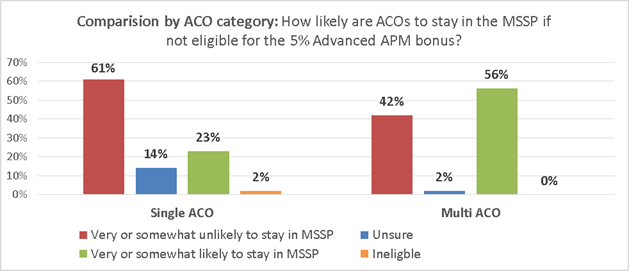 Comparision by ACO category: How likely are ACOs to stay in the MSSP if
not eligible for the 5% Advanced APM bonus?
70%
60%
50%
40%
30%
20%
10%
0%
61%
14%
23%
2%
42%
2%
56%
0%
Single ACO
Multi ACO
Very or somewhat unlikely to stay in MSSP
Unsure
Very or somewhat likely to stay in MSSP
Ineligble